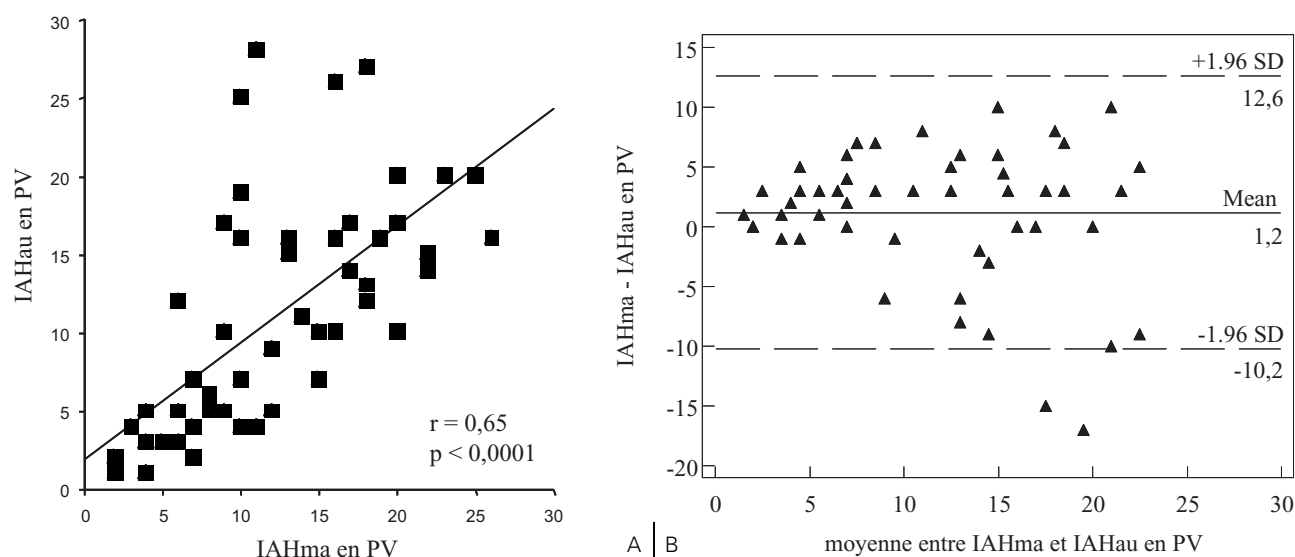 30
25
20
15
10
5
0
IAHau en PV
r = 0,65
p < 0,0001
0 5 10 15 20 25 30
IAHma en PV
A | B
15
10
5
0
-5
-10
-15
-20
IAHma - IAHau en PV
+1.96 SD
12,6
Mean
1,2
-1.96 SD
-10,2
0 5 10 15 20 25 30
moyenne entre IAHma et IAHau en PV